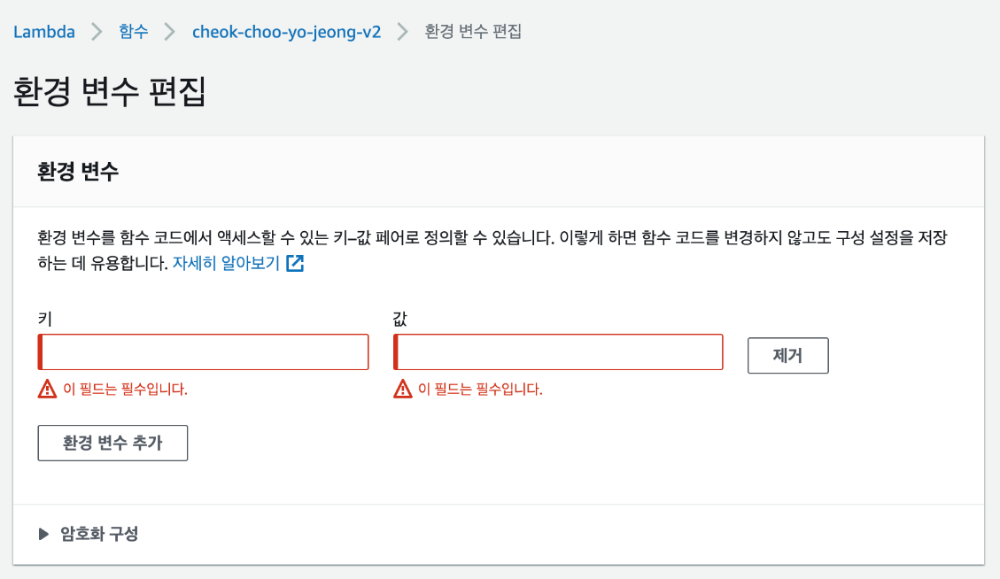 Lambda 함수 cheok-choo-yo-jeong-v2 환경 변수 편집
환경 변수 편집
환경 변수
환경 변수를 함수 코드에서 액세스할 수 있는 키-값 페어로 정의할 수 있습니다. 이렇게 하면 함수 코드를 변경하지 않고도 구성 설정을 저장
하는 데 유용합니다. 자세히 알아보기
키 값
제거
이 필드는 필수입니다. 이 필드는 필수입니다.
환경 변수 추가
암호화 구성